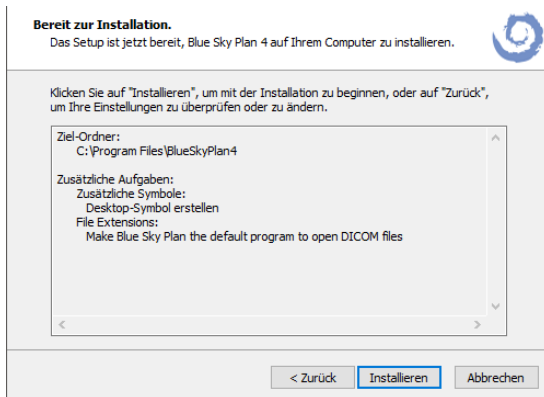 Bereit zur Installation.
Das Setup ist jetzt bereit, Blue Sky Plan 4 auf Ihrem Computer zu installieren.
Klicken Sie auf "Installieren", um mit der Installation zu beginnen, oder auf "Zurück",
um Ihre Einstellungen zu überprüfen oder zu ändern.
Ziel-Ordner:
C:\Program Files\BlueSkyPlan4
Zusätzliche Aufgaben:
Zusätzliche Symbole:
Desktop-Symbol erstellen
File Extensions:
Make Blue Sky Plan the default program to open DICOM files
< Zurück
Installieren
Abbrechen